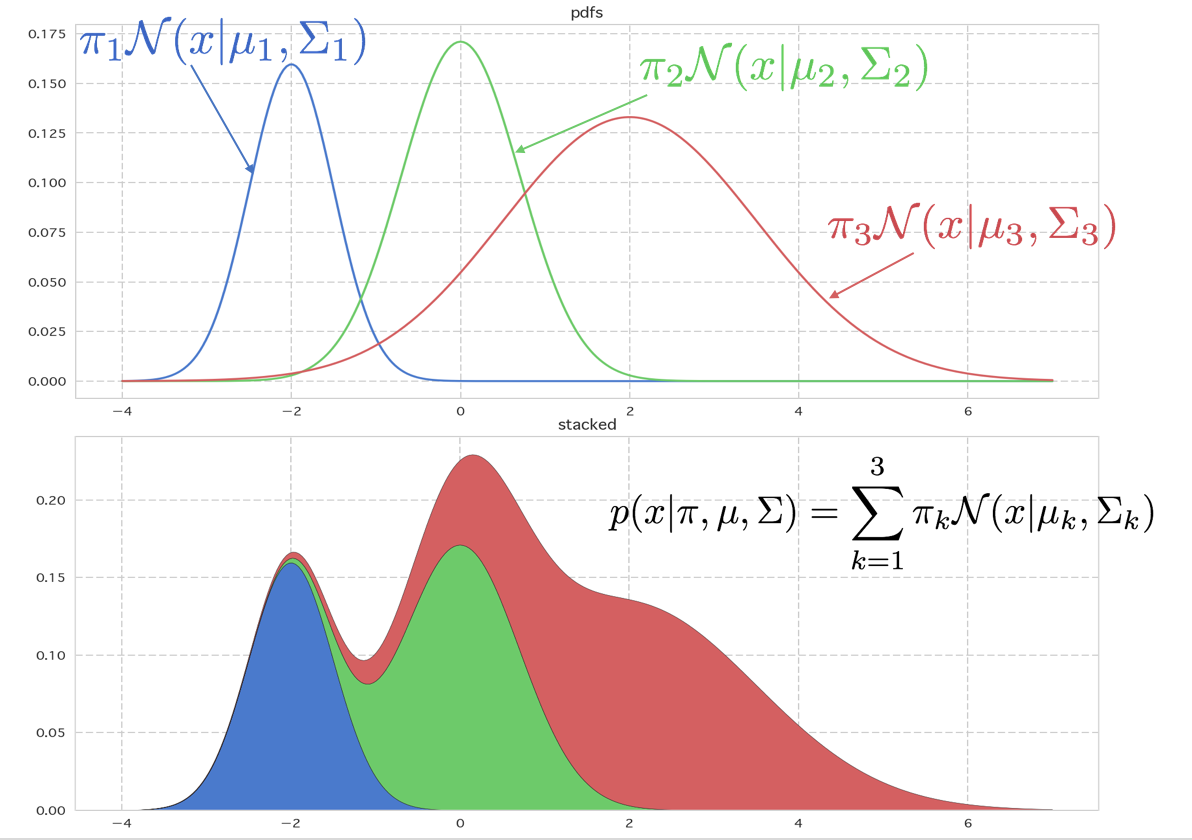 pdfs
π₁𝒩(x|μ₁, Σ₁)
π₂𝒩(x|μ₂, Σ₂)
π₃𝒩(x|μ₃, Σ₃)
0.175
0.150
0.125
0.100
0.075
0.050
0.025
0.000
−4 −2 0 2 4 6
stacked
p(x|π, μ, Σ) = ∑_{k=1}^{3} π_k𝒩(x|μ_k, Σ_k)
0.20
0.15
0.10
0.05
0.00
−4 −2 0 2 4 6